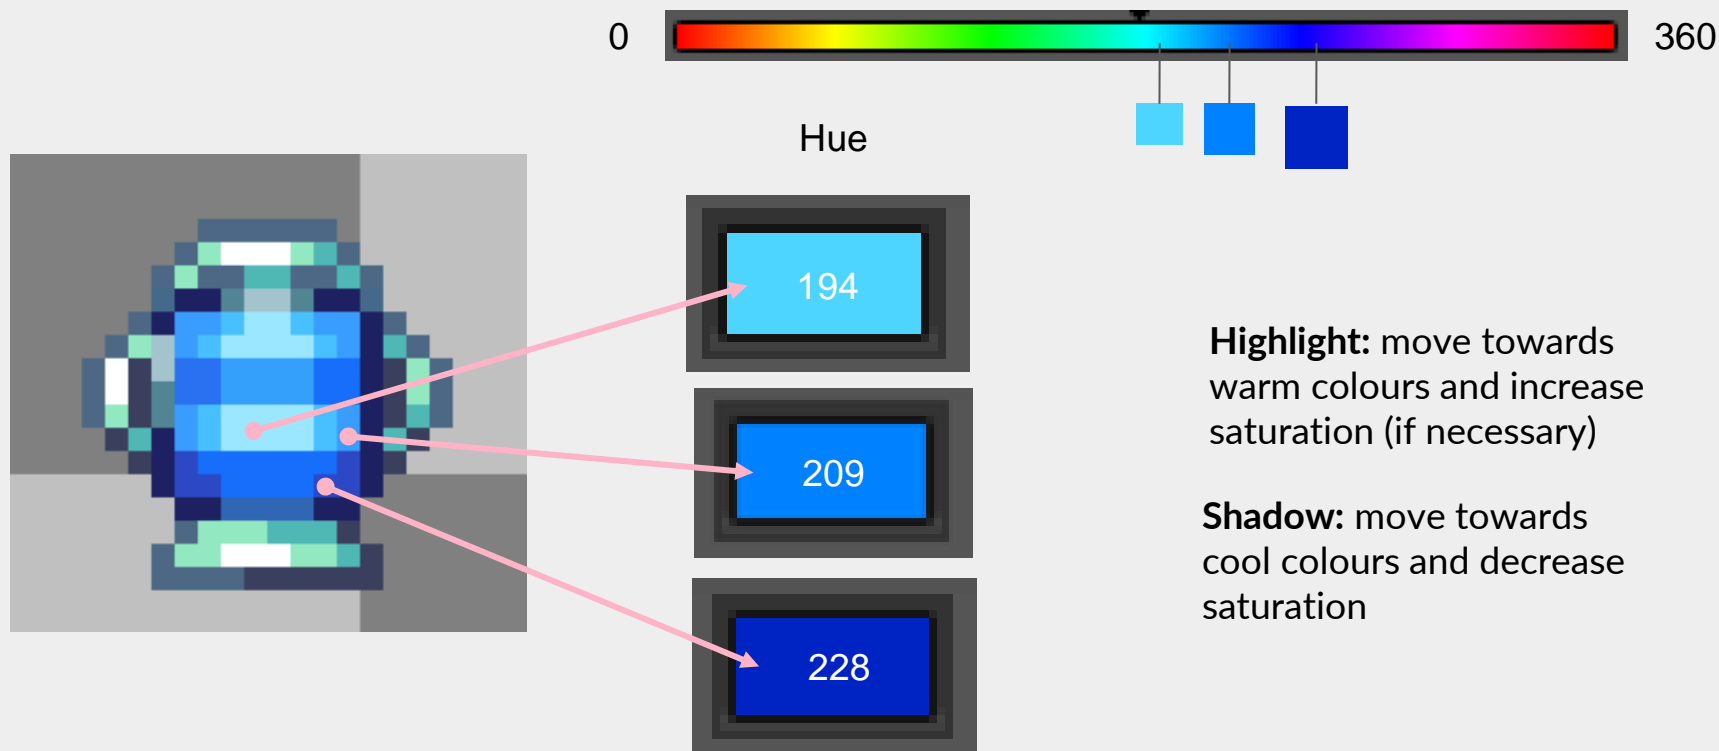 0
360
Hue
194
209
228
Highlight: move towards
warm colours and increase
saturation (if necessary)
Shadow: move towards
cool colours and decrease
saturation